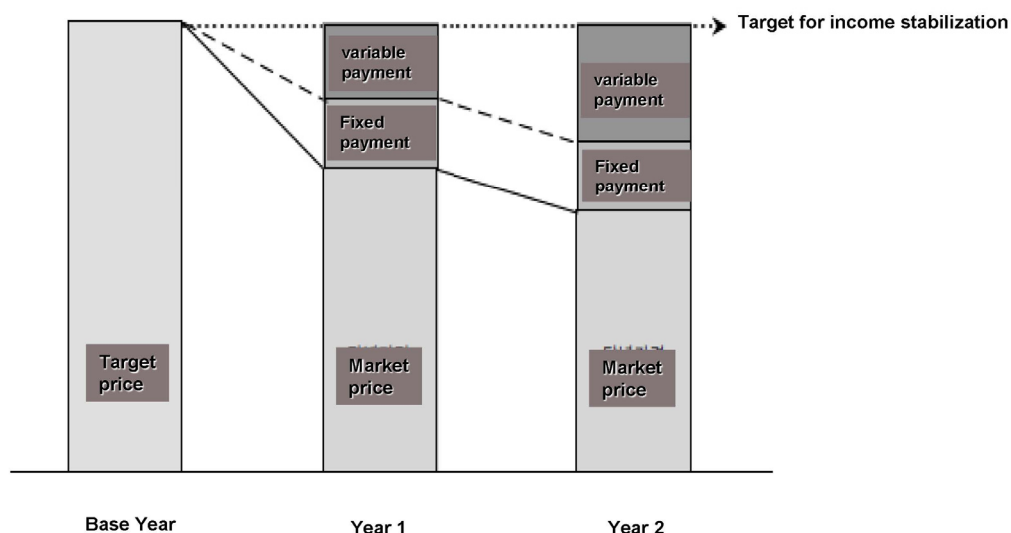 Target for income stabilization
variable
payment
Fixed
payment
variable
payment
Fixed
payment
Target
price
Market
price
Market
price
Base Year
Year 1
Year 2